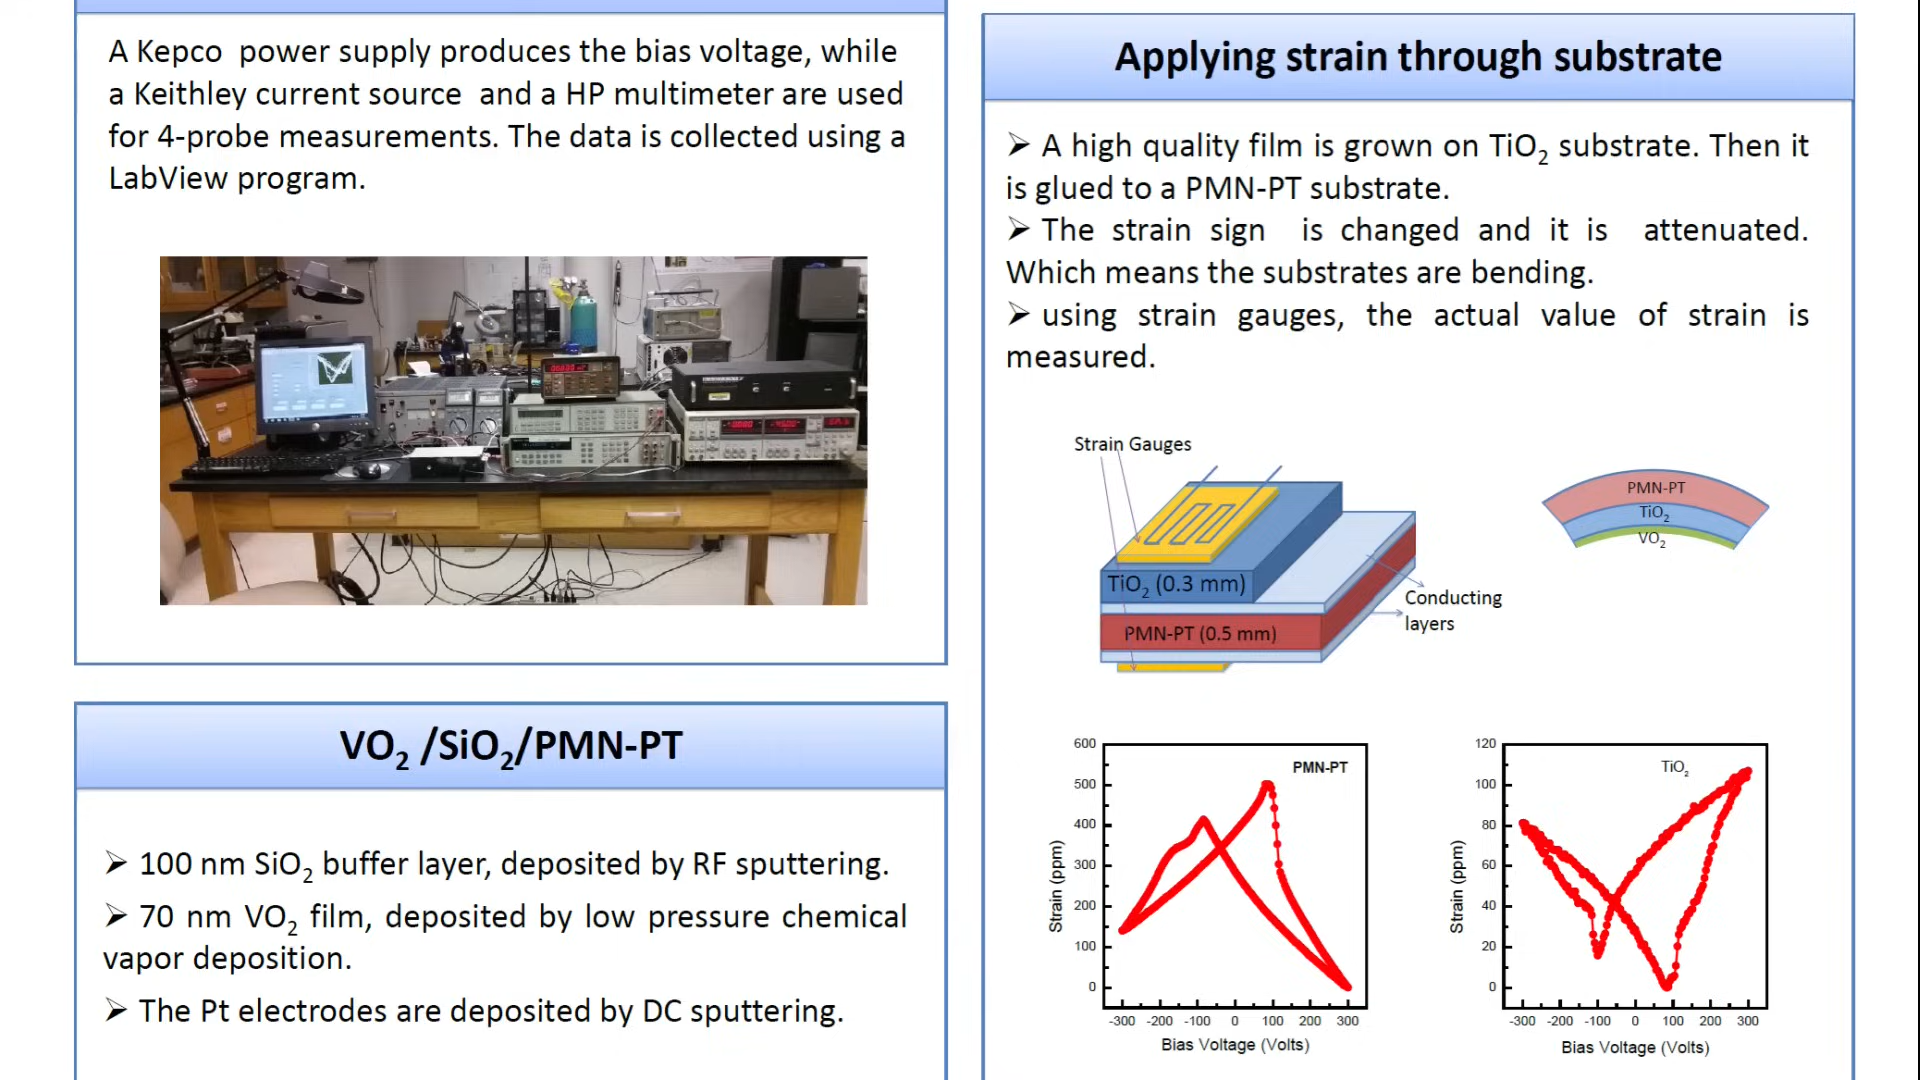 A Kepco power supply produces the bias voltage, while
a Keithley current source and a HP multimeter are used
for 4-probe measurements. The data is collected using a
LabView program.
VO2 /SiO2/PMN-PT
➢ 100 nm SiO2 buffer layer, deposited by RF sputtering.
➢ 70 nm VO2 film, deposited by low pressure chemical
vapor deposition.
➢ The Pt electrodes are deposited by DC sputtering.
Applying strain through substrate
➢ A high quality film is grown on TiO2 substrate. Then it
is glued to a PMN-PT substrate.
➢ The strain sign is changed and it is attenuated.
Which means the substrates are bending.
➢ using strain gauges, the actual value of strain is
measured.
Strain Gauges
TiO2 (0.3 mm)
PMN-PT (0.5 mm)
Conducting
layers
PMN-PT
TiO2
VO2
600
500
400
300
200
100
0
Strain (ppm)
PMN-PT
-300 -200 -100 0 100 200 300
Bias Voltage (Volts)
120
100
80
60
40
20
0
Strain (ppm)
TiO2
-300 -200 -100 0 100 200 300
Bias Voltage (Volts)